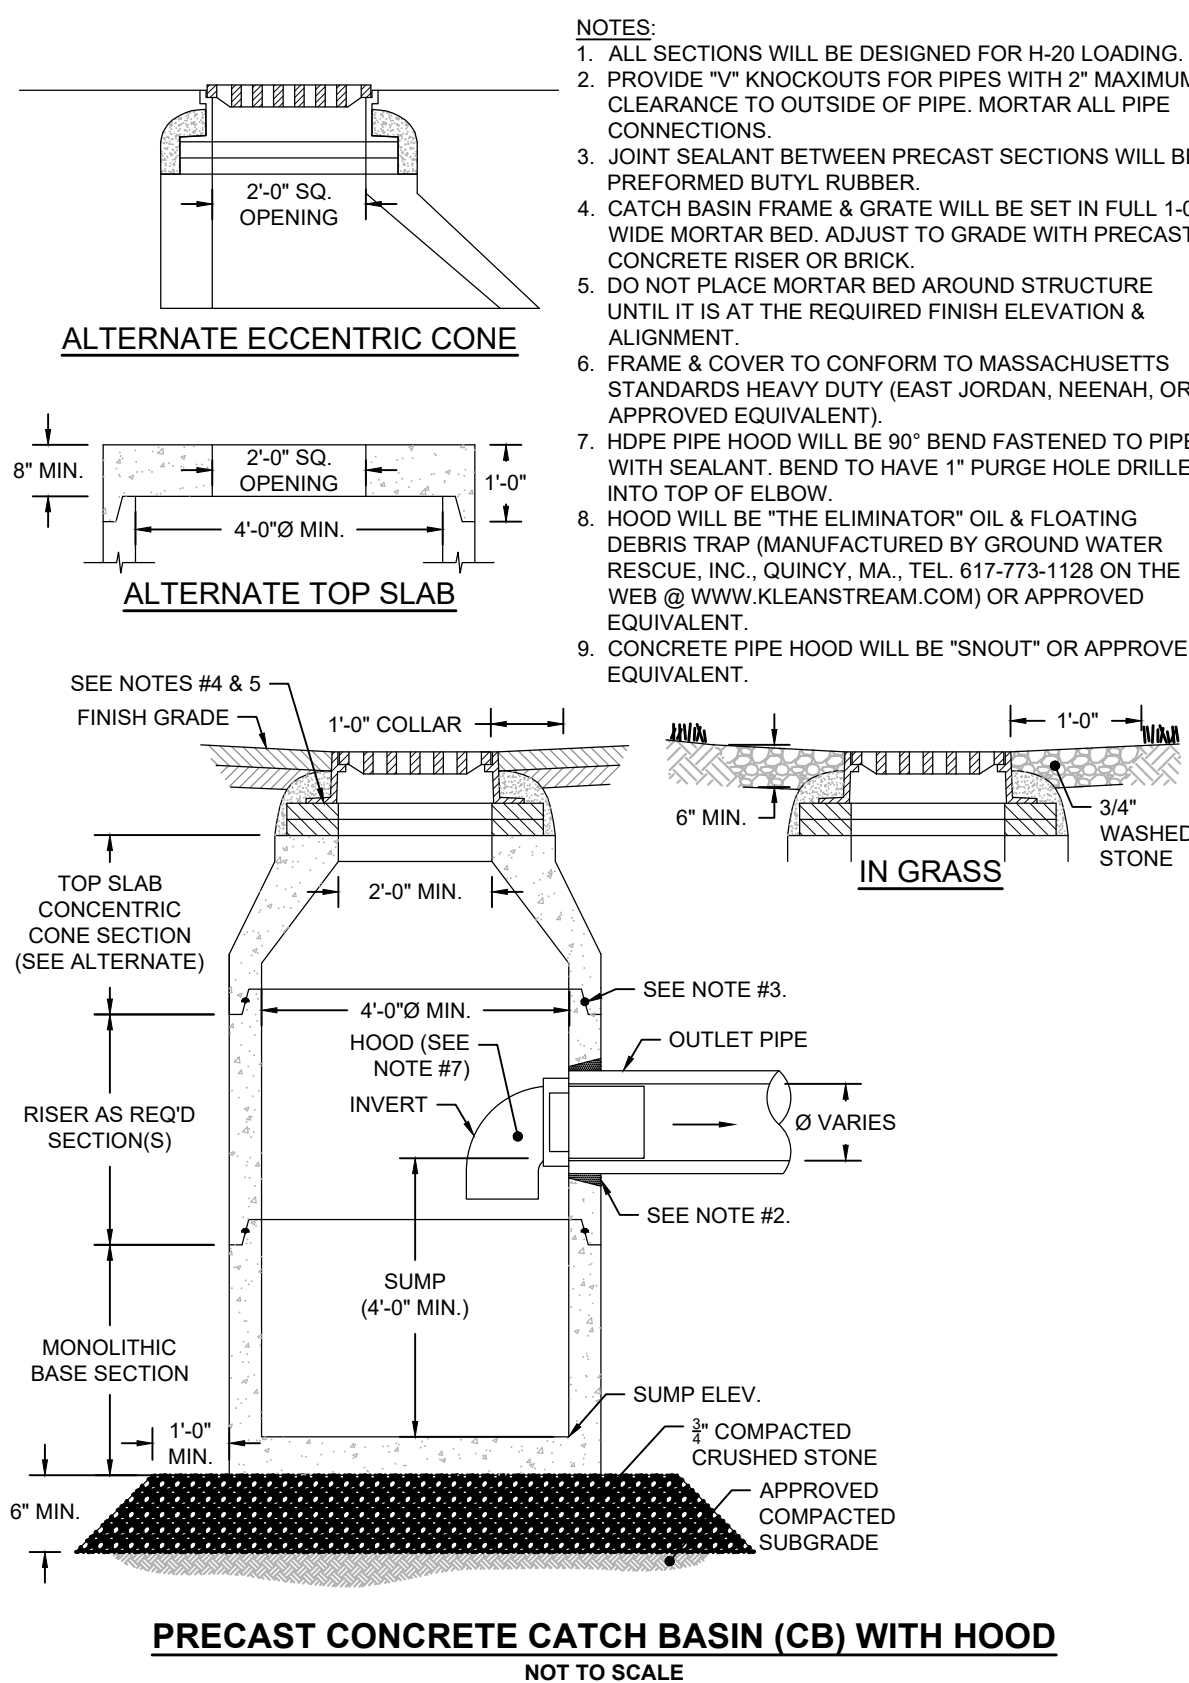 NOTES:
1. ALL SECTIONS WILL BE DESIGNED FOR H-20 LOADING.
2. PROVIDE "V" KNOCKOUTS FOR PIPES WITH 2" MAXIMUM
CLEARANCE TO OUTSIDE OF PIPE. MORTAR ALL PIPE
CONNECTIONS.
3. JOINT SEALANT BETWEEN PRECAST SECTIONS WILL BE
PREFORMED BUTYL RUBBER.
4. CATCH BASIN FRAME & GRATE WILL BE SET IN FULL 1-0
WIDE MORTAR BED. ADJUST TO GRADE WITH PRECAST
CONCRETE RISER OR BRICK.
5. DO NOT PLACE MORTAR BED AROUND STRUCTURE
UNTIL IT IS AT THE REQUIRED FINISH ELEVATION &
ALIGNMENT.
6. FRAME & COVER TO CONFORM TO MASSACHUSETTS
STANDARDS HEAVY DUTY (EAST JORDAN, NEENAH, OR
APPROVED EQUIVALENT).
7. HDPE PIPE HOOD WILL BE 90° BEND FASTENED TO PIPE
WITH SEALANT. BEND TO HAVE 1" PURGE HOLE DRILLE
INTO TOP OF ELBOW.
8. HOOD WILL BE "THE ELIMINATOR" OIL & FLOATING
DEBRIS TRAP (MANUFACTURED BY GROUND WATER
RESCUE, INC., QUINCY, MA., TEL. 617-773-1128 ON THE
WEB @ WWW.KLEANSTREAM.COM) OR APPROVED
EQUIVALENT.
9. CONCRETE PIPE HOOD WILL BE "SNOUT" OR APPROVE
EQUIVALENT.
2'-0" SQ.
OPENING
ALTERNATE ECCENTRIC CONE
8" MIN.
2'-0" SQ.
OPENING
1'-0"
4'-0"Ø MIN.
ALTERNATE TOP SLAB
SEE NOTES #4 & 5
FINISH GRADE
1'-0" COLLAR
1'-0"
6" MIN.
3/4"
WASHED
STONE
IN GRASS
TOP SLAB
CONCENTRIC
CONE SECTION
(SEE ALTERNATE)
2'-0" MIN.
SEE NOTE #3.
4'-0"Ø MIN.
HOOD (SEE
NOTE #7)
OUTLET PIPE
INVERT
Ø VARIES
RISER AS REQ'D
SECTION(S)
SEE NOTE #2.
SUMP
(4'-0" MIN.)
MONOLITHIC
BASE SECTION
SUMP ELEV.
1'-0"
MIN.
3/4" COMPACTED
CRUSHED STONE
6" MIN.
APPROVED
COMPACTED
SUBGRADE
PRECAST CONCRETE CATCH BASIN (CB) WITH HOOD
NOT TO SCALE